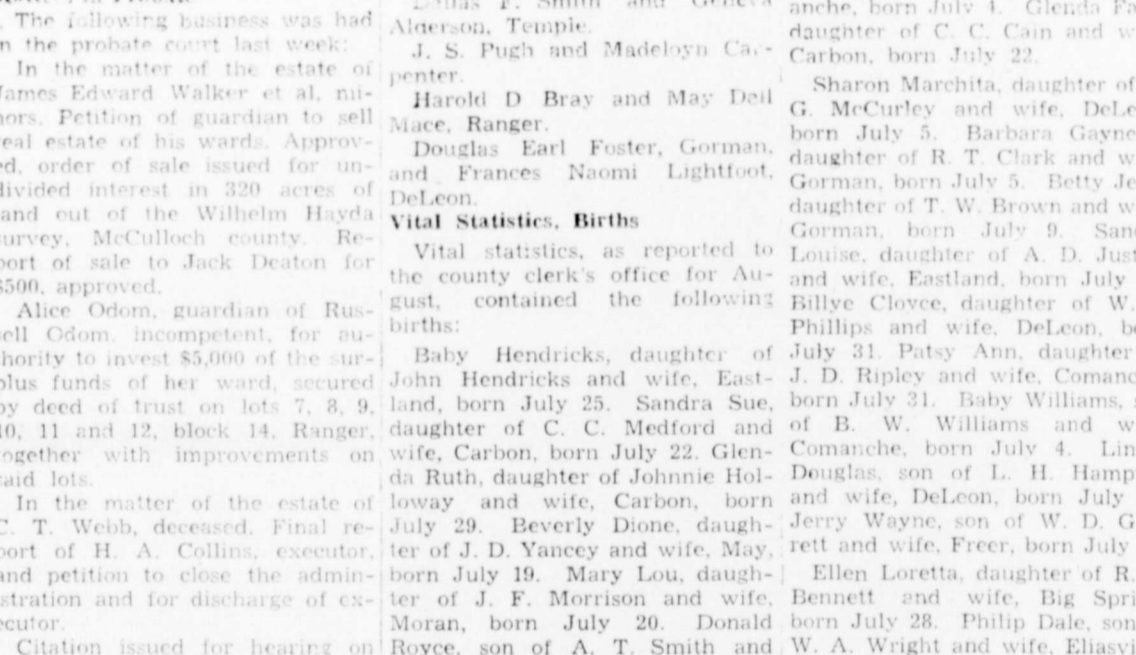 . The following business was had
n the probate court last week:
In the matter of the estate of
James Edward Walker et al, mi-
nors. Petition of guardian to sell
real estate of his wards. Approv-
ed, order of sale issued for un-
divided interest in 320 acres of
land out of the Wilhelm Hayda
survey, McCulloch county. Re-
port of sale to Jack Deaton for
$500, approved.
Alice Odom, guardian of Rus-
sell Odom, incompetent, for au-
thority to invest $5,000 of the sur-
plus funds of her ward, secured
by deed of trust on lots 7, 8, 9,
10, 11 and 12, block 14, Ranger,
together with improvements on
said lots.
In the matter of the estate of
C. T. Webb, deceased. Final re-
port of H. A. Collins, executor,
and petition to close the admin-
istration and for discharge of ex-
ecutor.
Citation issued for hearing on
F. Smith and Geneva
Algerson, Temple.
J. S. Pugh and Madeloyn Car-
penter.
Harold D Bray and May Dell
Mace, Ranger.
Douglas Earl Foster, Gorman,
and Frances Naomi Lightfoot,
DeLeon.
Vital Statistics, Births
Vital statistics, as reported to
the county clerk's office for Au-
gust, contained the following
births:
Baby Hendricks, daughter of
John Hendricks and wife, East-
land, born July 25. Sandra Sue,
daughter of C. C. Medford and
wife, Carbon, born July 22. Glen-
da Ruth, daughter of Johnnie Hol-
loway and wife, Carbon, born
July 29. Beverly Dione, daugh-
ter of J. D. Yancey and wife, May,
born July 19. Mary Lou, daugh-
ter of J. F. Morrison and wife,
Moran, born July 20. Donald
Royce, son of A. T. Smith and
anche, born July 4. Glenda Fa
daughter of C. C. Cain and w
Carbon, born July 22.
Sharon Marchita, daughter of
G. McCurley and wife, DeLe
born July 5. Barbara Gayne
daughter of R. T. Clark and w
Gorman, born July 5. Betty Je
daughter of T. W. Brown and w
Gorman, born July 9. San
Louise, daughter of A. D. Just
and wife, Eastland, born July
Billye Cloyce, daughter of W.
Phillips and wife, DeLeon, b
July 31. Patsy Ann, daughter
J. D. Ripley and wife, Comanc
born July 31. Baby Williams, s
of B. W. Williams and w
Comanche, born July 4. Lin
Douglas, son of L. H. Hamp
and wife, DeLeon, born July
Jerry Wayne, son of W. D. G
rett and wife, Freer, born July
Ellen Loretta, daughter of R.
Bennett and wife, Big Spri
born July 28. Philip Dale, son
W. A. Wright and wife, Eliasvi